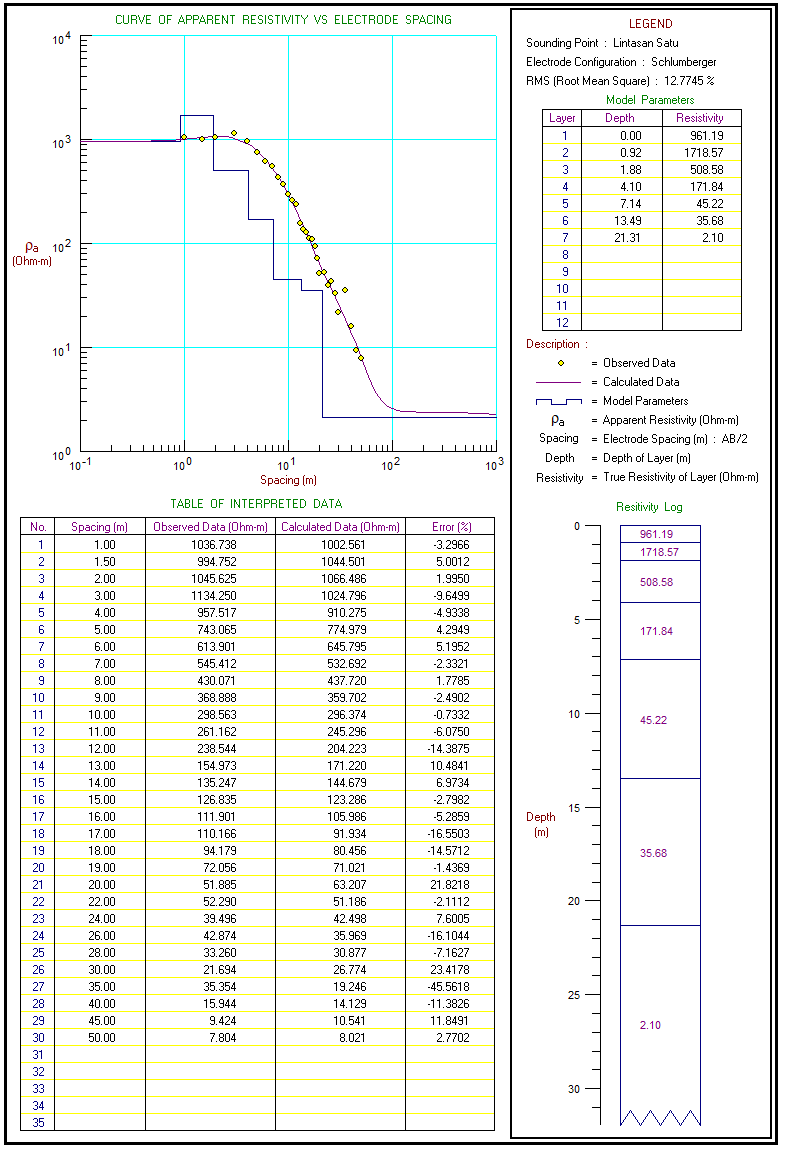 CURVE OF APPARENT RESISTIVITY VS ELECTRODE SPACING
10^4
10^3
10^2
10^1
10^0
ρa
(Ohm-m)
10^-1 10^0 10^1 10^2 10^3
Spacing (m)
TABLE OF INTERPRETED DATA
No. Spacing (m) Observed Data (Ohm-m) Calculated Data (Ohm-m) Error (%)
1 1.00 1036.738 1002.561 -3.2966
2 1.50 994.752 1044.501 5.0012
3 2.00 1045.625 1066.486 1.9950
4 3.00 1134.250 1024.796 -9.6499
5 4.00 957.517 910.275 -4.9338
6 5.00 743.065 774.979 4.2949
7 6.00 613.901 645.795 5.1952
8 7.00 545.412 532.692 -2.3321
9 8.00 430.071 437.720 1.7785
10 9.00 368.888 359.702 -2.4902
11 10.00 298.563 296.374 -0.7332
12 11.00 261.162 245.296 -6.0750
13 12.00 238.544 204.223 -14.3875
14 13.00 154.973 171.220 10.4841
15 14.00 135.247 144.679 6.9734
16 15.00 126.835 123.286 -2.7982
17 16.00 111.901 105.986 -5.2859
18 17.00 110.166 91.934 -16.5503
19 18.00 94.179 80.456 -14.5712
20 19.00 72.056 71.021 -1.4369
21 20.00 51.885 63.207 21.8218
22 22.00 52.290 51.186 -2.1112
23 24.00 39.496 42.498 7.6005
24 26.00 42.874 35.969 -16.1044
25 28.00 33.260 30.877 -7.1627
26 30.00 21.694 26.774 23.4178
27 35.00 35.354 19.246 -45.5618
28 40.00 15.944 14.129 -11.3826
29 45.00 9.424 10.541 11.8491
30 50.00 7.804 8.021 2.7702
31
32
33
34
35
LEGEND
Sounding Point : Lintasan Satu
Electrode Configuration : Schlumberger
RMS (Root Mean Square) : 12.7745 %
Model Parameters
Layer Depth Resistivity
1 0.00 961.19
2 0.92 1718.57
3 1.88 508.58
4 4.10 171.84
5 7.14 45.22
6 13.49 35.68
7 21.31 2.10
8
9
10
11
12
Description :
= Observed Data
= Calculated Data
= Model Parameters
ρa = Apparent Resistivity (Ohm-m)
Spacing = Electrode Spacing (m) : AB/2
Depth = Depth of Layer (m)
Resistivity = True Resistivity of Layer (Ohm-m)
Resitivity Log
0
961.19
1718.57
508.58
5
171.84
10
45.22
15
Depth
(m)
35.68
20
25
2.10
30